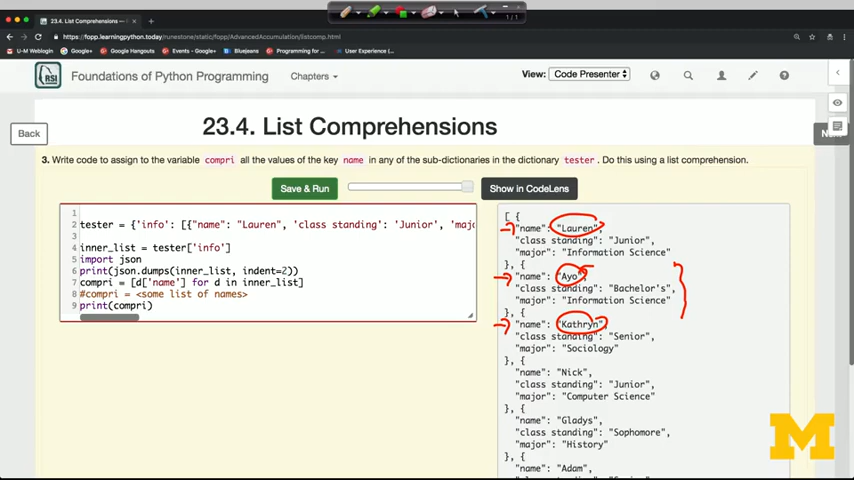 23.4. List Comprehensions
1/1
https://fopp.learningpython.today/runestone/static/fopp/AdvancedAccumulation/listcomp.html
U-M Weblogin Google+ Google Hangouts Events - Google+ Bluejeans Programming for ... User Experience (...
RSI Foundations of Python Programming Chapters View: Code Presenter
Back
23.4. List Comprehensions
3. Write code to assign to the variable compri all the values of the key name in any of the sub-dictionaries in the dictionary tester. Do this using a list comprehension.
Save & Run Show in CodeLens
1
2 tester = {'info': [{"name": "Lauren", 'class standing': 'Junior', 'majo
3
4 inner_list = tester['info']
5 import json
6 print(json.dumps(inner_list, indent=2))
7 compri = [d['name'] for d in inner_list]
8 #compri = <some list of names>
9 print(compri)
[ {
"name": "Lauren",
"class standing": "Junior",
"major": "Information Science"
}, {
"name": "Ayo",
"class standing": "Bachelor's",
"major": "Information Science"
}, {
"name": "Kathryn",
"class standing": "Senior",
"major": "Sociology"
}, {
"name": "Nick",
"class standing": "Junior",
"major": "Computer Science"
}, {
"name": "Gladys",
"class standing": "Sophomore",
"major": "History"
}, {
"name": "Adam",
M